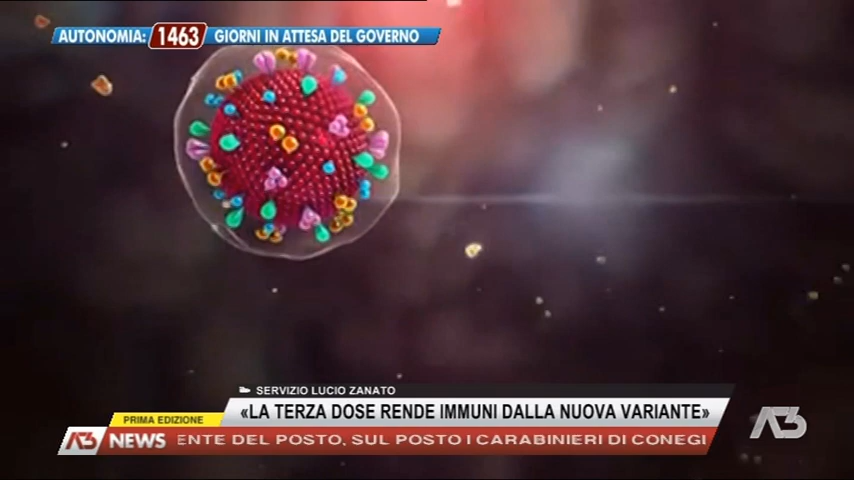 AUTONOMIA: 1463 GIORNI IN ATTESA DEL GOVERNO
SERVIZIO LUCIO ZANATO
«LA TERZA DOSE RENDE IMMUNI DALLA NUOVA VARIANTE»
PRIMA EDIZIONE
A3 NEWS ENTE DEL POSTO, SUL POSTO I CARABINIERI DI CONEGI
A3